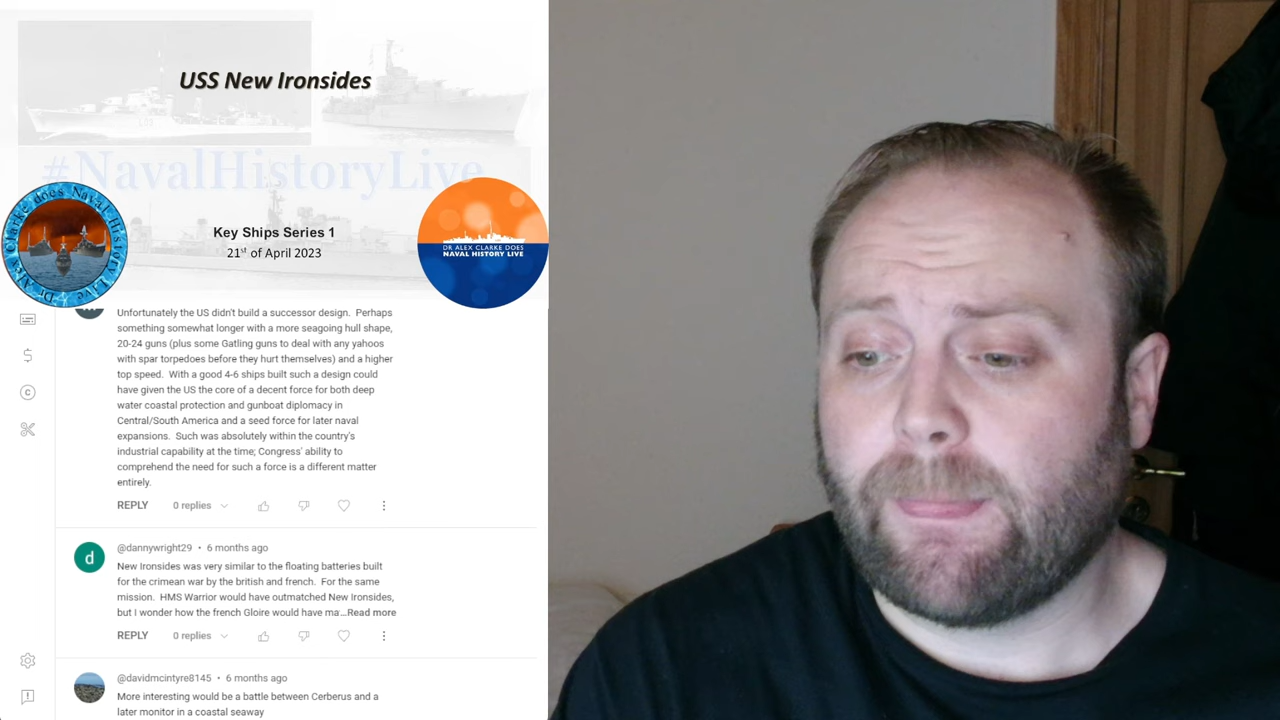 USS New Ironsides
#NavalHistoryLive
Dr Alex Clarke does Naval History Live
DR ALEX CLARKE DOES
NAVAL HISTORY LIVE
Key Ships Series 1
21st of April 2023
Unfortunately the US didn't build a successor design. Perhaps
something somewhat longer with a more seagoing hull shape,
20-24 guns (plus some Gatling guns to deal with any yahoos
with spar torpedoes before they hurt themselves) and a higher
top speed. With a good 4-6 ships built such a design could
have given the US the core of a decent force for both deep
water coastal protection and gunboat diplomacy in
Central/South America and a seed force for later naval
expansions. Such was absolutely within the country's
industrial capability at the time; Congress' ability to
comprehend the need for such a force is a different matter
entirely.
REPLY 0 replies
@dannywright29 • 6 months ago
d
New Ironsides was very similar to the floating batteries built
for the crimean war by the british and french. For the same
mission. HMS Warrior would have outmatched New Ironsides,
but I wonder how the french Gloire would have ma...Read more
REPLY 0 replies
@davidmcintyre8145 • 6 months ago
More interesting would be a battle between Cerberus and a
later monitor in a coastal seaway